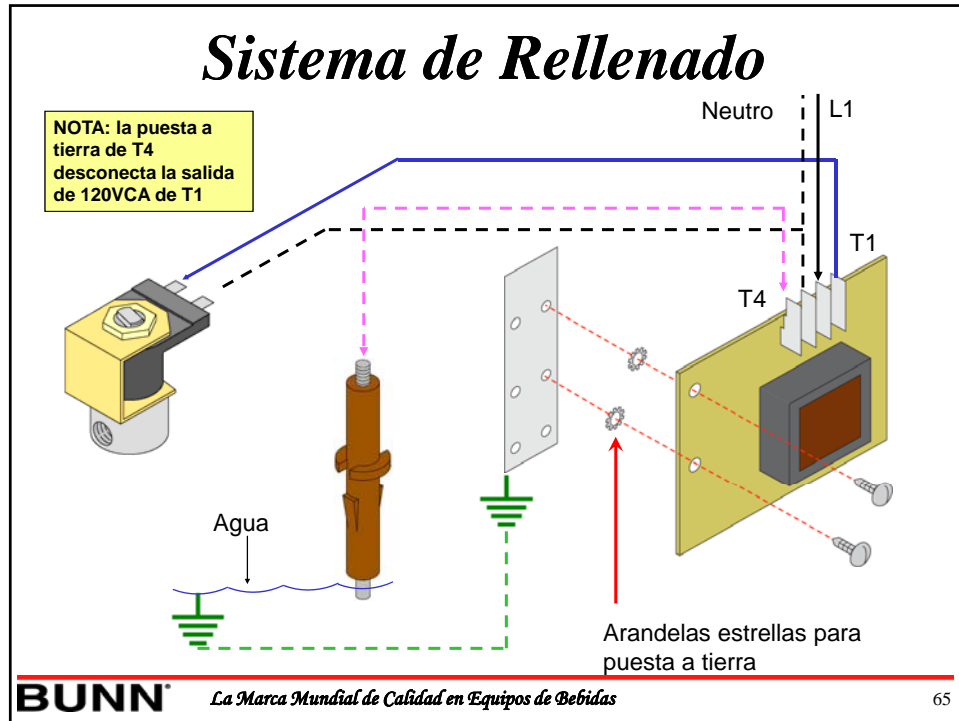 Sistema de Rellenado
NOTA: la puesta a
tierra de T4
desconecta la salida
de 120VCA de T1
Neutro
L1
T1
T4
Agua
Arandelas estrellas para
puesta a tierra
BUNN® La Marca Mundial de Calidad en Equipos de Bebidas 65